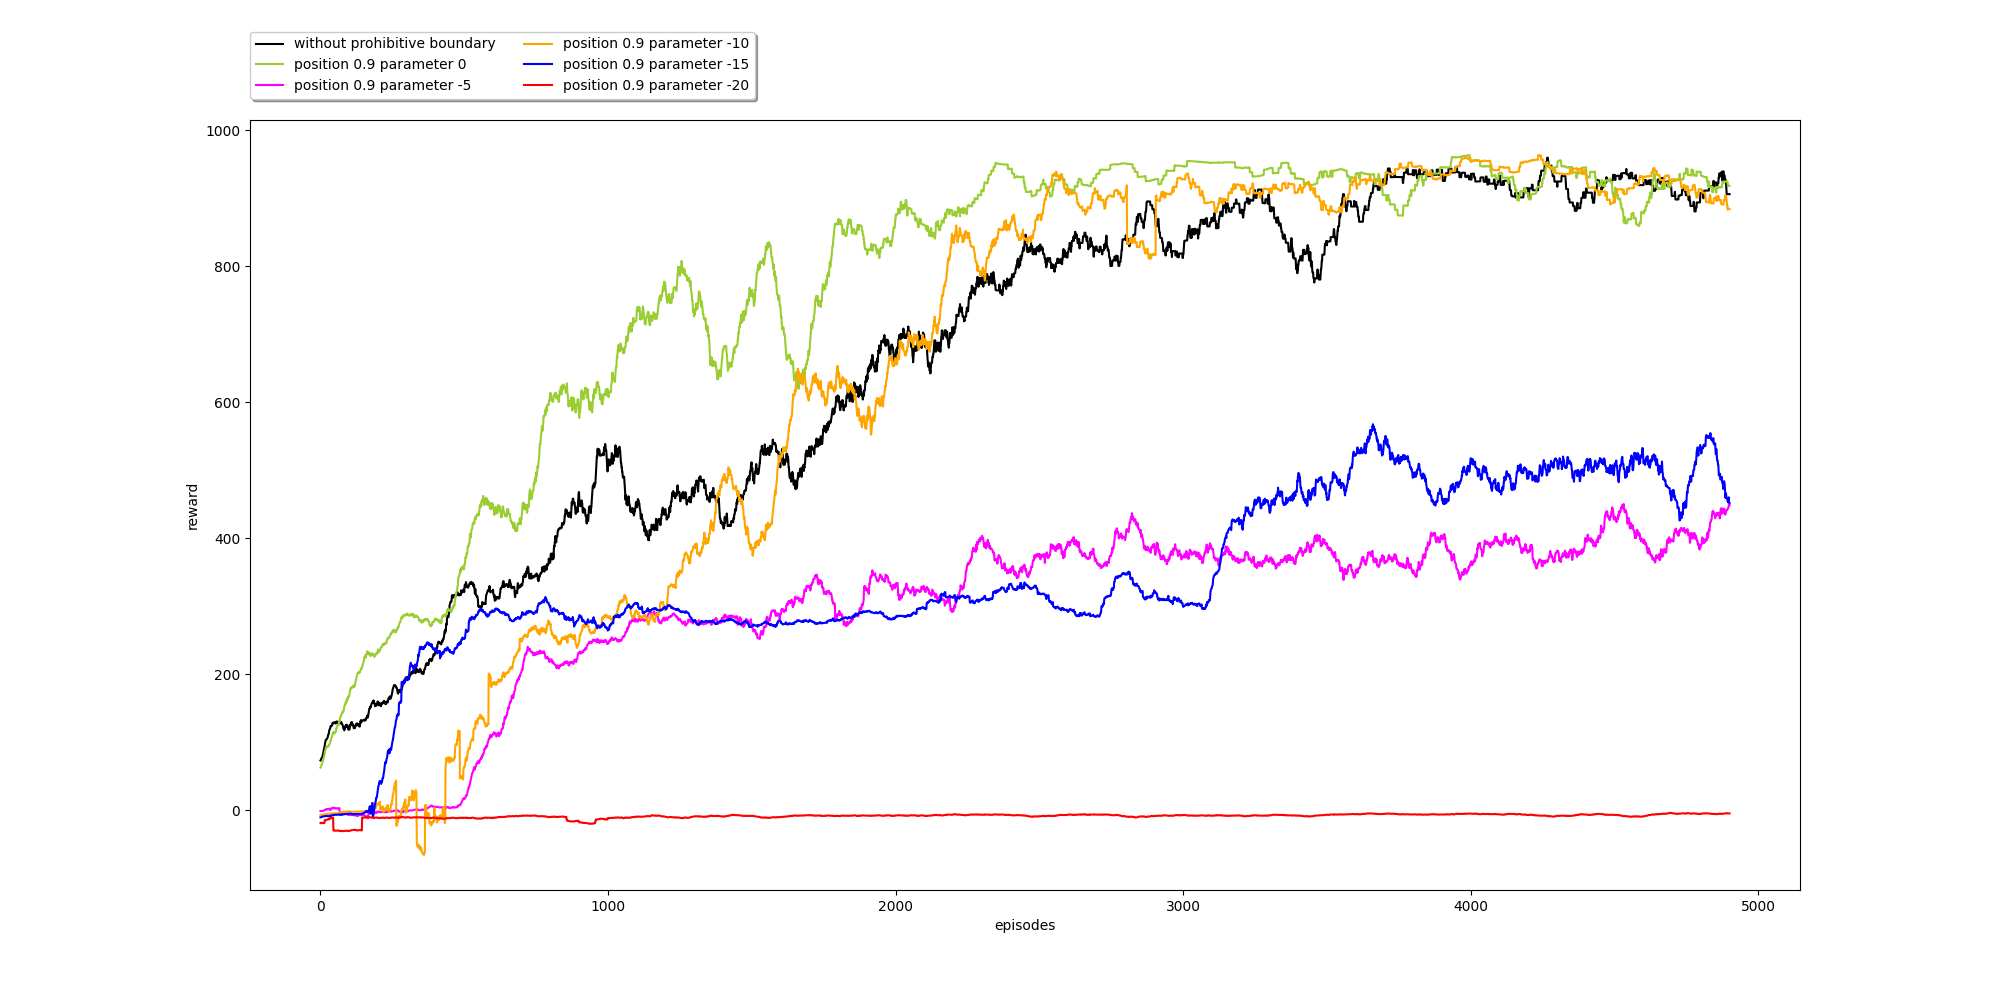 without prohibitive boundary
position 0.9 parameter 0
position 0.9 parameter -5
position 0.9 parameter -10
position 0.9 parameter -15
position 0.9 parameter -20
1000
800
600
400
200
0
reward
0 1000 2000 3000 4000 5000
episodes